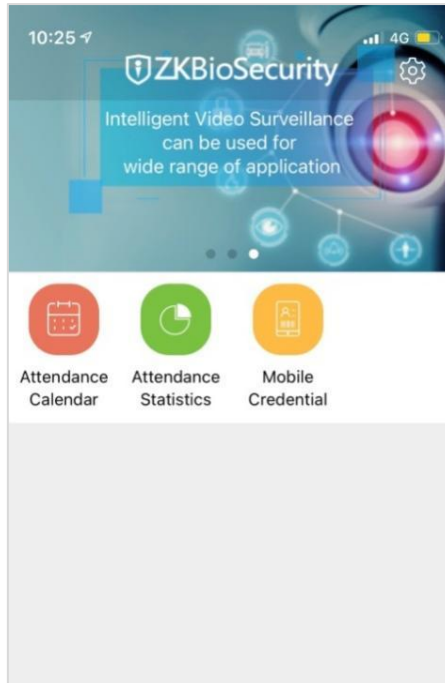 10:25
4G
ZKBioSecurity
Intelligent Video Surveillance
can be used for
wide range of application
Attendance
Calendar
Attendance
Statistics
Mobile
Credential